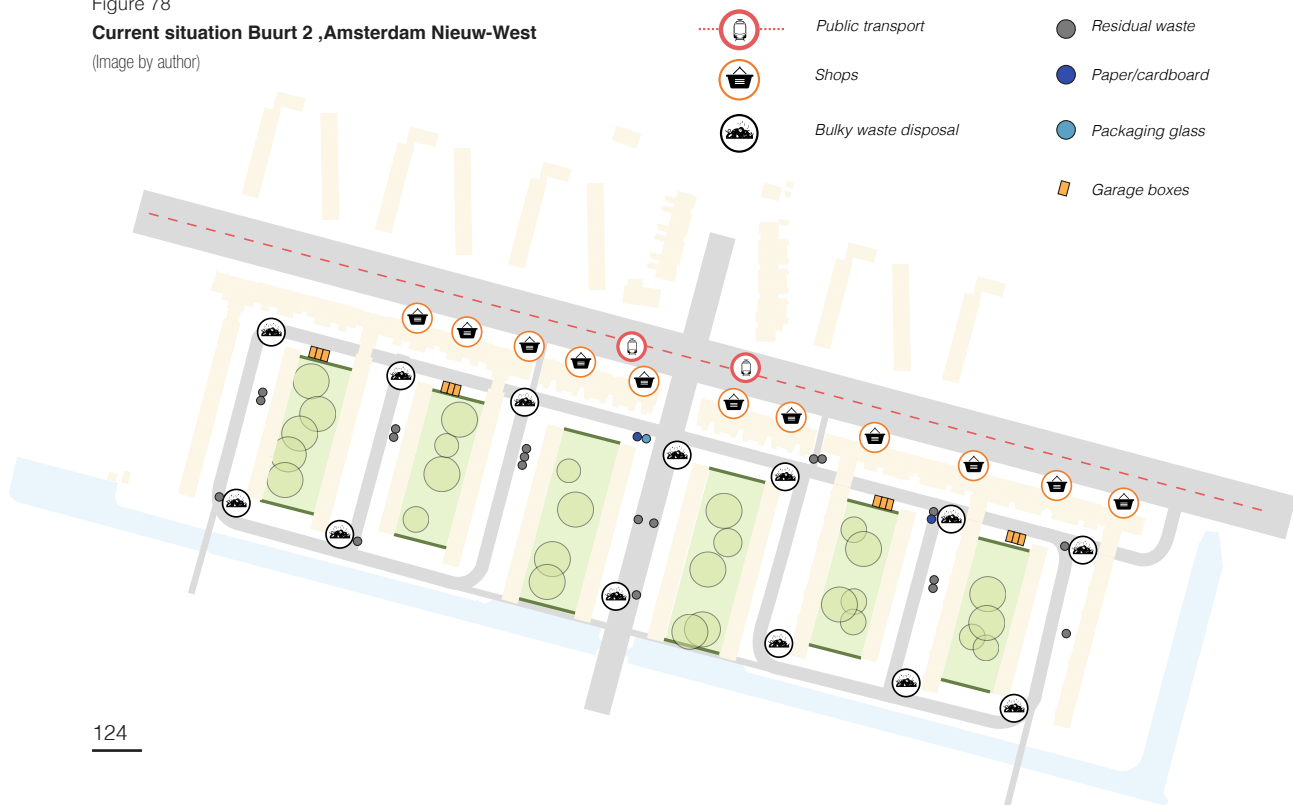 Figure 78
Current situation Buurt 2 ,Amsterdam Nieuw-West
(Image by author)
Public transport
Shops
Bulky waste disposal
Residual waste
Paper/cardboard
Packaging glass
Garage boxes
124